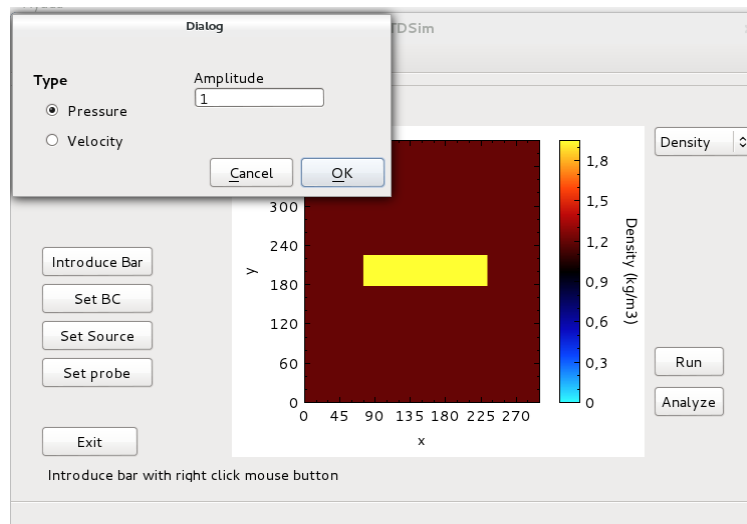 Dialog
TDSim
Type
Amplitude
Pressure
1
Velocity
Cancel
OK
Density
1,8
1,5
1,2
0,9
0,6
0,3
0
Density (kg/m3)
300
240
180
120
60
0
y
0 45 90 135 180 225 270
x
Introduce Bar
Set BC
Set Source
Set probe
Run
Analyze
Exit
Introduce bar with right click mouse button